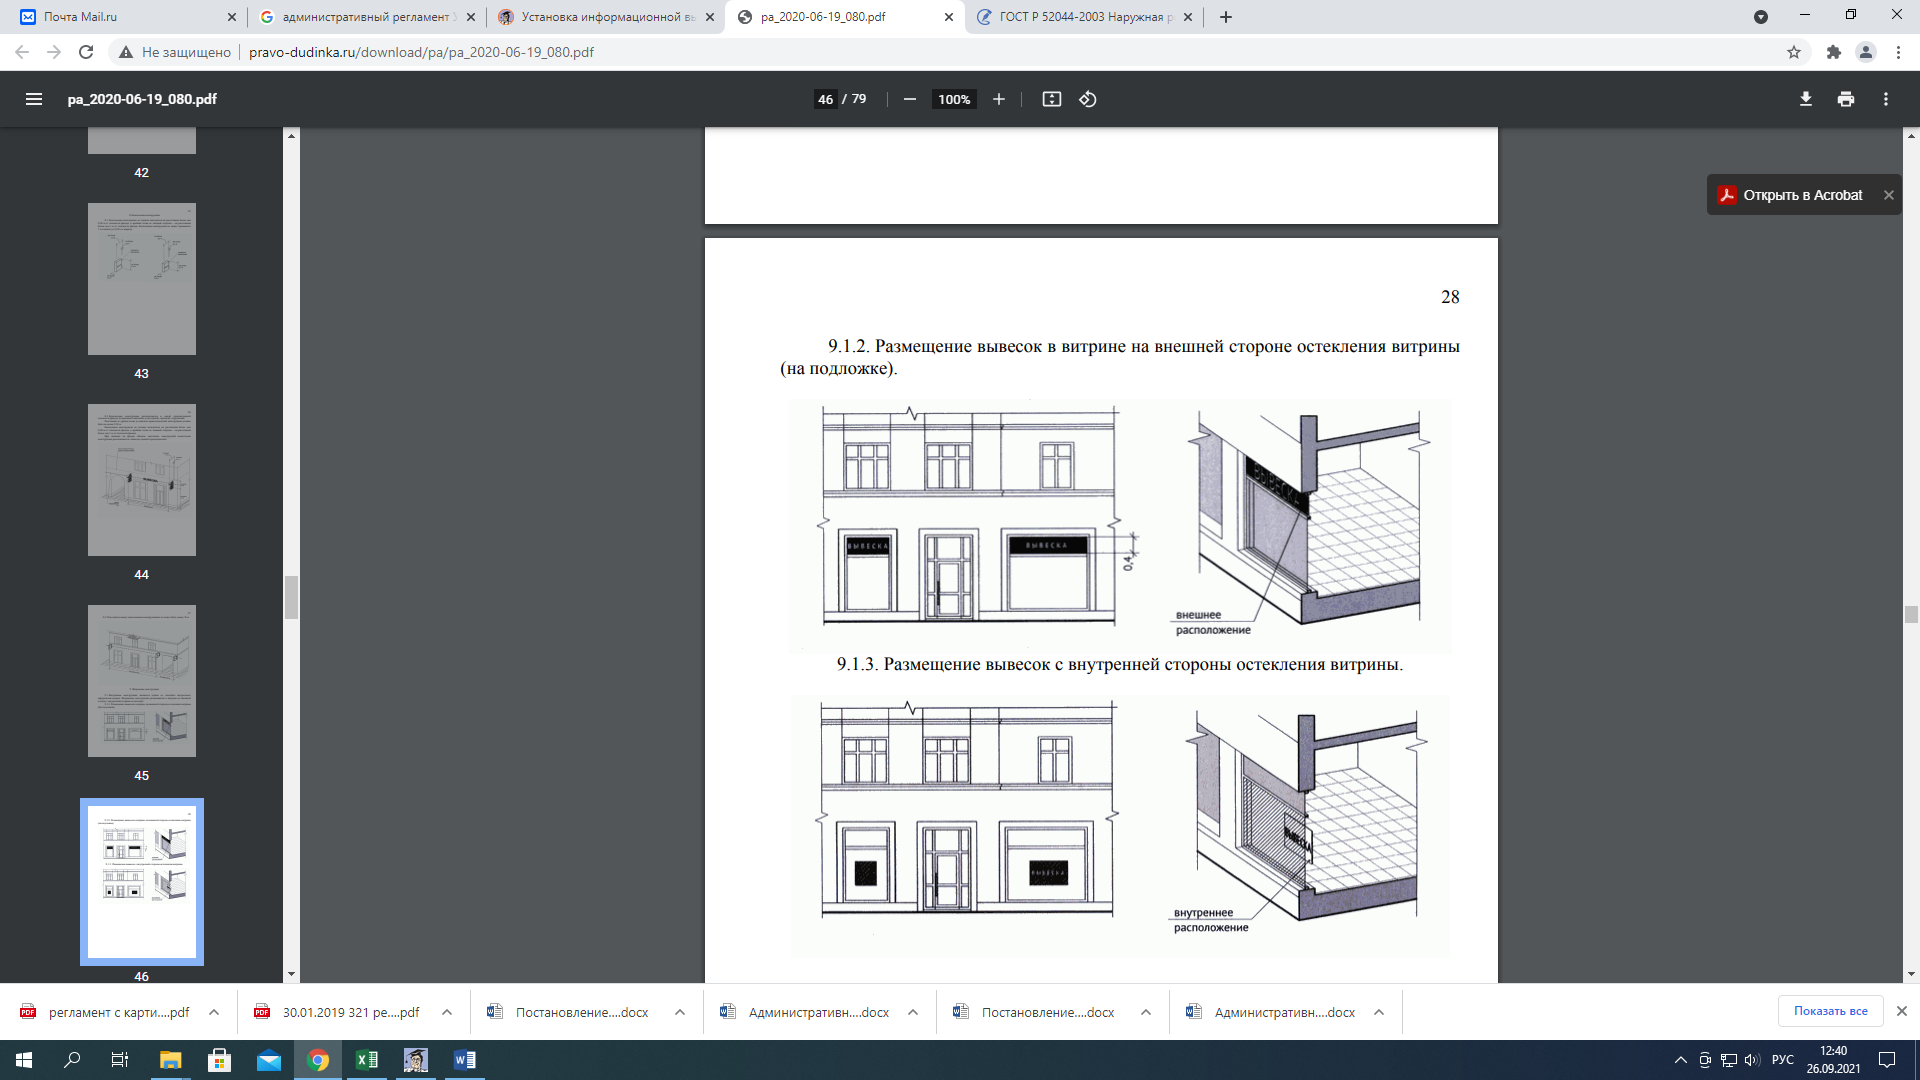 Почта Mail.ru
административный регламент У
Установка информационной вы
pa_2020-06-19_080.pdf
ГОСТ Р 52044-2003 Наружная р
Не защищено
pravo-dudinka.ru/download/pa/pa_2020-06-19_080.pdf
pa_2020-06-19_080.pdf
46 / 79
100%
Открыть в Acrobat
42
43
44
45
46
28
9.1.2. Размещение вывесок в витрине на внешней стороне остекления витрины
(на подложке).
ВЫВЕСКА
ВЫВЕСКА
0,4
ВЫВЕСКА
внешнее
расположение
9.1.3. Размещение вывесок с внутренней стороны остекления витрины.
ВЫВЕСКА
ВЫВЕСКА
внутреннее
расположение
регламент с карти....pdf
30.01.2019 321 ре....pdf
Постановление....docx
Административн....docx
Постановление....docx
Административн....docx
Показать все
РУС
12:40
26.09.2021